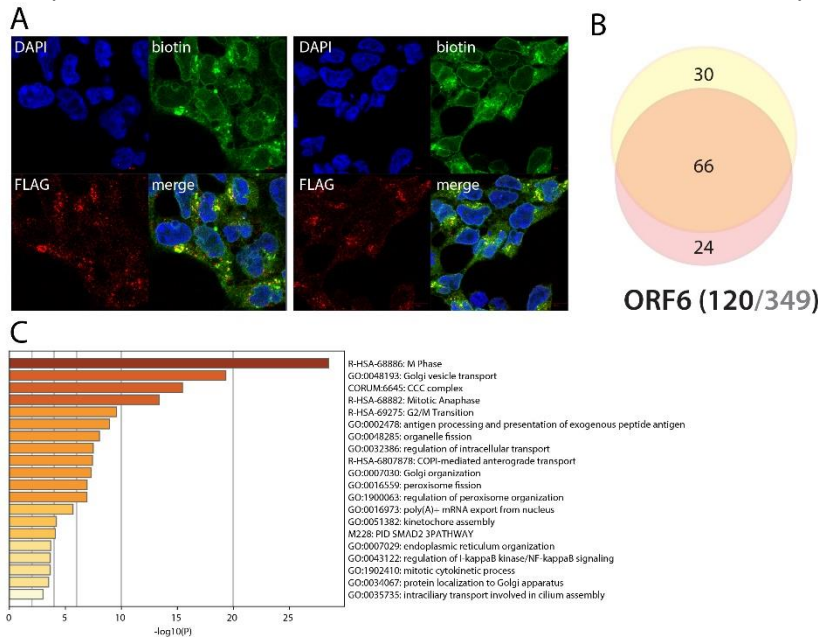 A
B
DAPI biotin DAPI biotin
FLAG merge FLAG merge
30
66
24
ORF6 (120/349)
C
R-HSA-68886: M Phase
GO:0048193: Golgi vesicle transport
CORUM:6645: CCC complex
R-HSA-68882: Mitotic Anaphase
R-HSA-69275: G2/M Transition
GO:0002478: antigen processing and presentation of exogenous peptide antigen
GO:0048285: organelle fission
GO:0032386: regulation of intracellular transport
R-HSA-6807878: COPI-mediated anterograde transport
GO:0007030: Golgi organization
GO:0016559: peroxisome fission
GO:1900063: regulation of peroxisome organization
GO:0016973: poly(A)+ mRNA export from nucleus
GO:0051382: kinetochore assembly
M228: PID SMAD2 3PATHWAY
GO:0007029: endoplasmic reticulum organization
GO:0043122: regulation of I-kappaB kinase/NF-kappaB signaling
GO:1902410: mitotic cytokinetic process
GO:0034067: protein localization to Golgi apparatus
GO:0035735: intraciliary transport involved in cilium assembly
0 5 10 15 20 25
-log10(P)